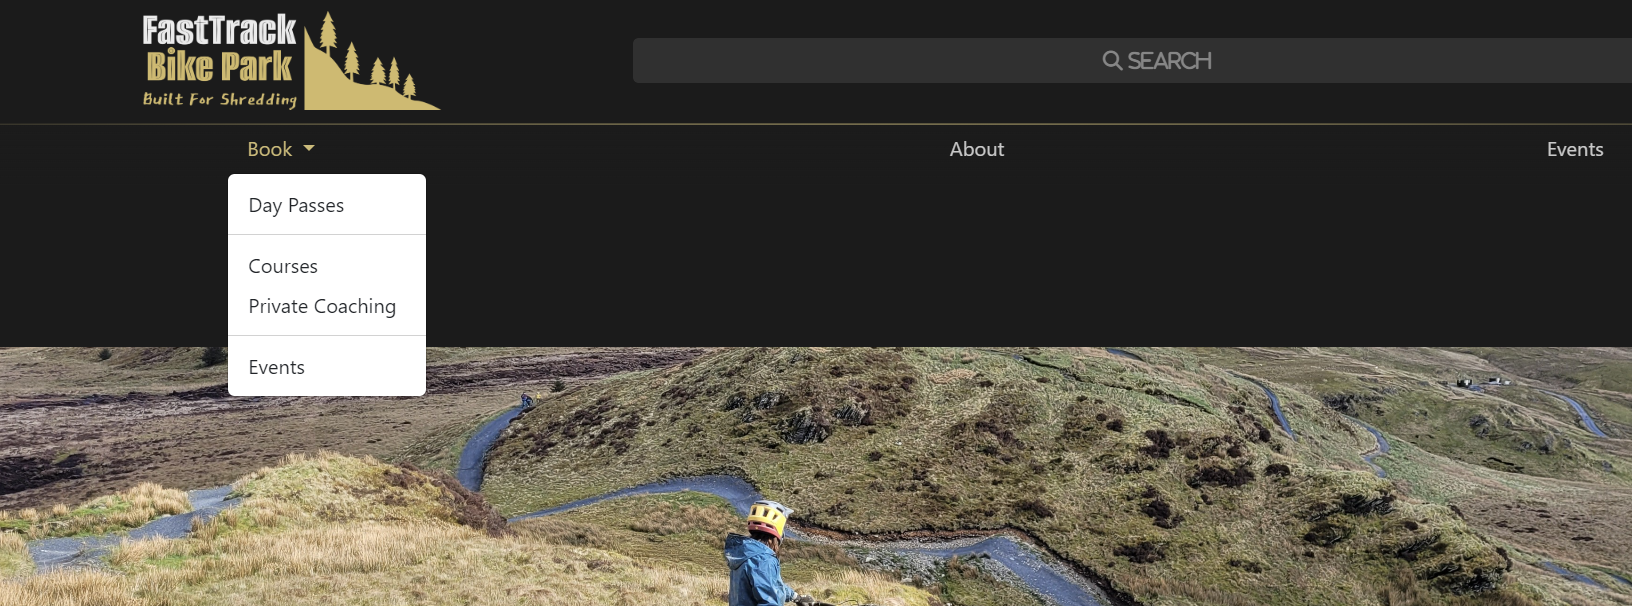 FastTrack
Bike Park
Built For Shredding
SEARCH
Book
About
Events
Day Passes
Courses
Private Coaching
Events